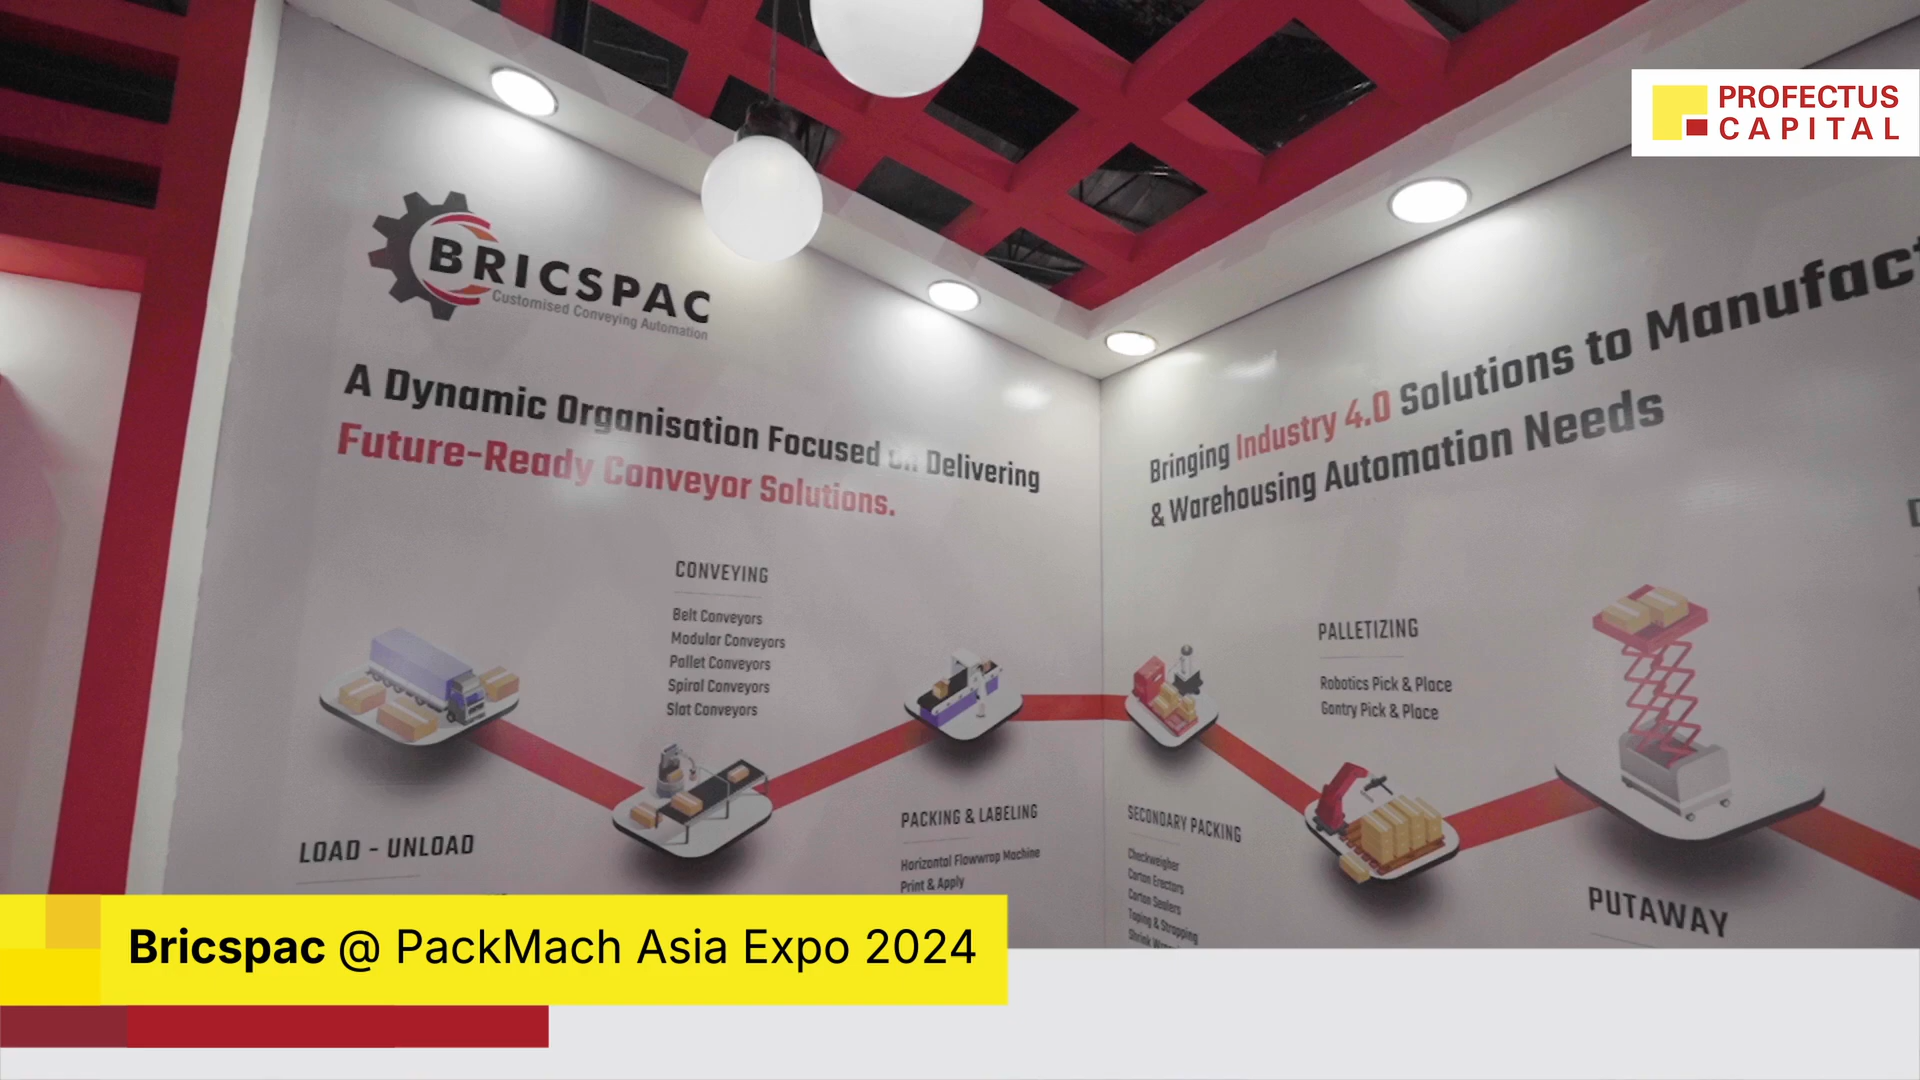 PROFECTUS
CAPITAL
BRICSPAC
Customised Conveying Automation
A Dynamic Organisation Focused on Delivering
Future-Ready Conveyor Solutions.
Bringing Industry 4.0 Solutions to Manufact
& Warehousing Automation Needs
CONVEYING
Belt Conveyors
Modular Conveyors
Pallet Conveyors
Spiral Conveyors
Slat Conveyors
PALLETIZING
Robotics Pick & Place
Gantry Pick & Place
LOAD - UNLOAD
PACKING & LABELING
Horizontal Flowwrap Machine
Print & Apply
SECONDARY PACKING
Checkweigher
Carton Erectors
Carton Sealers
Taping & Strapping
Shrink
PUTAWAY
Bricspac @ PackMach Asia Expo 2024